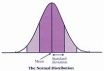 Mean
Standard
deviation
The Normal Distribution